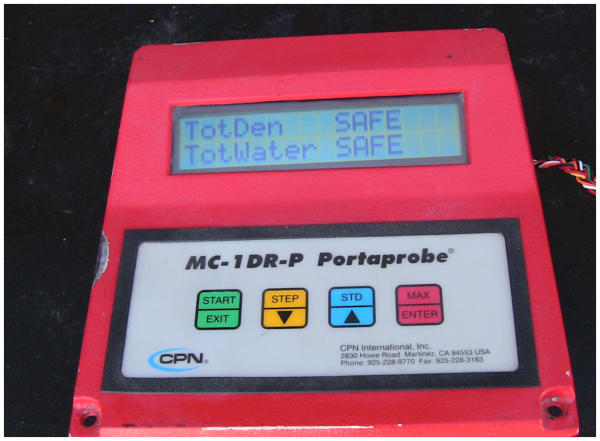 TotDen SAFE
TotWater SAFE
MC-1DR-P Portaprobe®
START STEP STD MAX
EXIT ▼ ▲ ENTER
CPN®
CPN International, Inc.
2830 Howe Road Martinez, CA 94553 USA
Phone: 925-228-9770 Fax: 925-228-3183